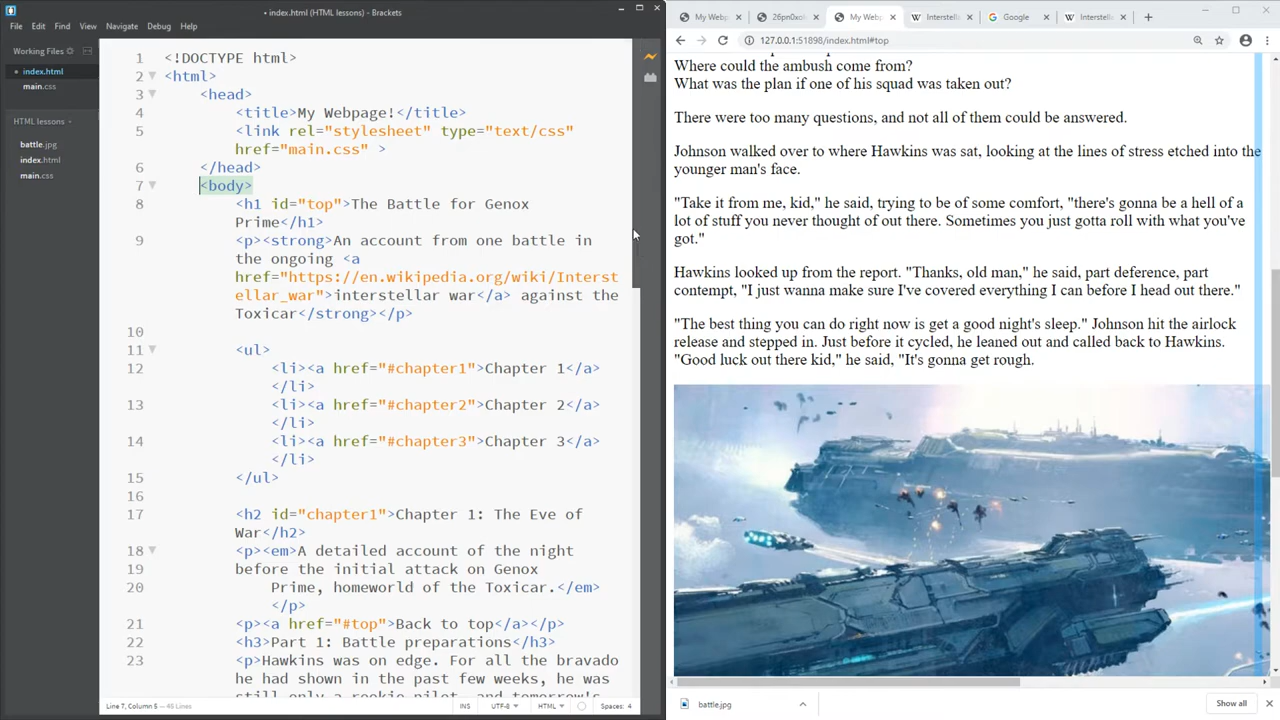 • index.html (HTML lessons) - Brackets
File Edit Find View Navigate Debug Help
Working Files
• index.html
main.css
HTML lessons
battle.jpg
index.html
main.css
1 <!DOCTYPE html>
2 <html>
3 <head>
4 <title>My Webpage!</title>
5 <link rel="stylesheet" type="text/css"
href="main.css" >
6 </head>
7 <body>
8 <h1 id="top">The Battle for Genox
Prime</h1>
9 <p><strong>An account from one battle in
the ongoing <a
href="https://en.wikipedia.org/wiki/Interst
ellar_war">interstellar war</a> against the
Toxicar</strong></p>
10
11 <ul>
12 <li><a href="#chapter1">Chapter 1</a>
</li>
13 <li><a href="#chapter2">Chapter 2</a>
</li>
14 <li><a href="#chapter3">Chapter 3</a>
</li>
15 </ul>
16
17 <h2 id="chapter1">Chapter 1: The Eve of
War</h2>
18 <p><em>A detailed account of the night
19 before the initial attack on Genox
20 Prime, homeworld of the Toxicar.</em>
</p>
21 <p><a href="#top">Back to top</a></p>
22 <h3>Part 1: Battle preparations</h3>
23 <p>Hawkins was on edge. For all the bravado
he had shown in the past few weeks, he was
still only a rookie pilot, and tomorrow's
Line 7, Column 5 — 45 Lines
INS UTF-8 HTML Spaces: 4
My Webp 26pn0xol My Webp Interstell Google Interstell
127.0.0.1:51898/index.html#top
Where could the ambush come from?
What was the plan if one of his squad was taken out?
There were too many questions, and not all of them could be answered.
Johnson walked over to where Hawkins was sat, looking at the lines of stress etched into the
younger man's face.
"Take it from me, kid," he said, trying to be of some comfort, "there's gonna be a hell of a
lot of stuff you never thought of out there. Sometimes you just gotta roll with what you've
got."
Hawkins looked up from the report. "Thanks, old man," he said, part deference, part
contempt, "I just wanna make sure I've covered everything I can before I head out there."
"The best thing you can do right now is get a good night's sleep." Johnson hit the airlock
release and stepped in. Just before it cycled, he leaned out and called back to Hawkins.
"Good luck out there kid," he said, "It's gonna get rough.
battle.jpg
Show all